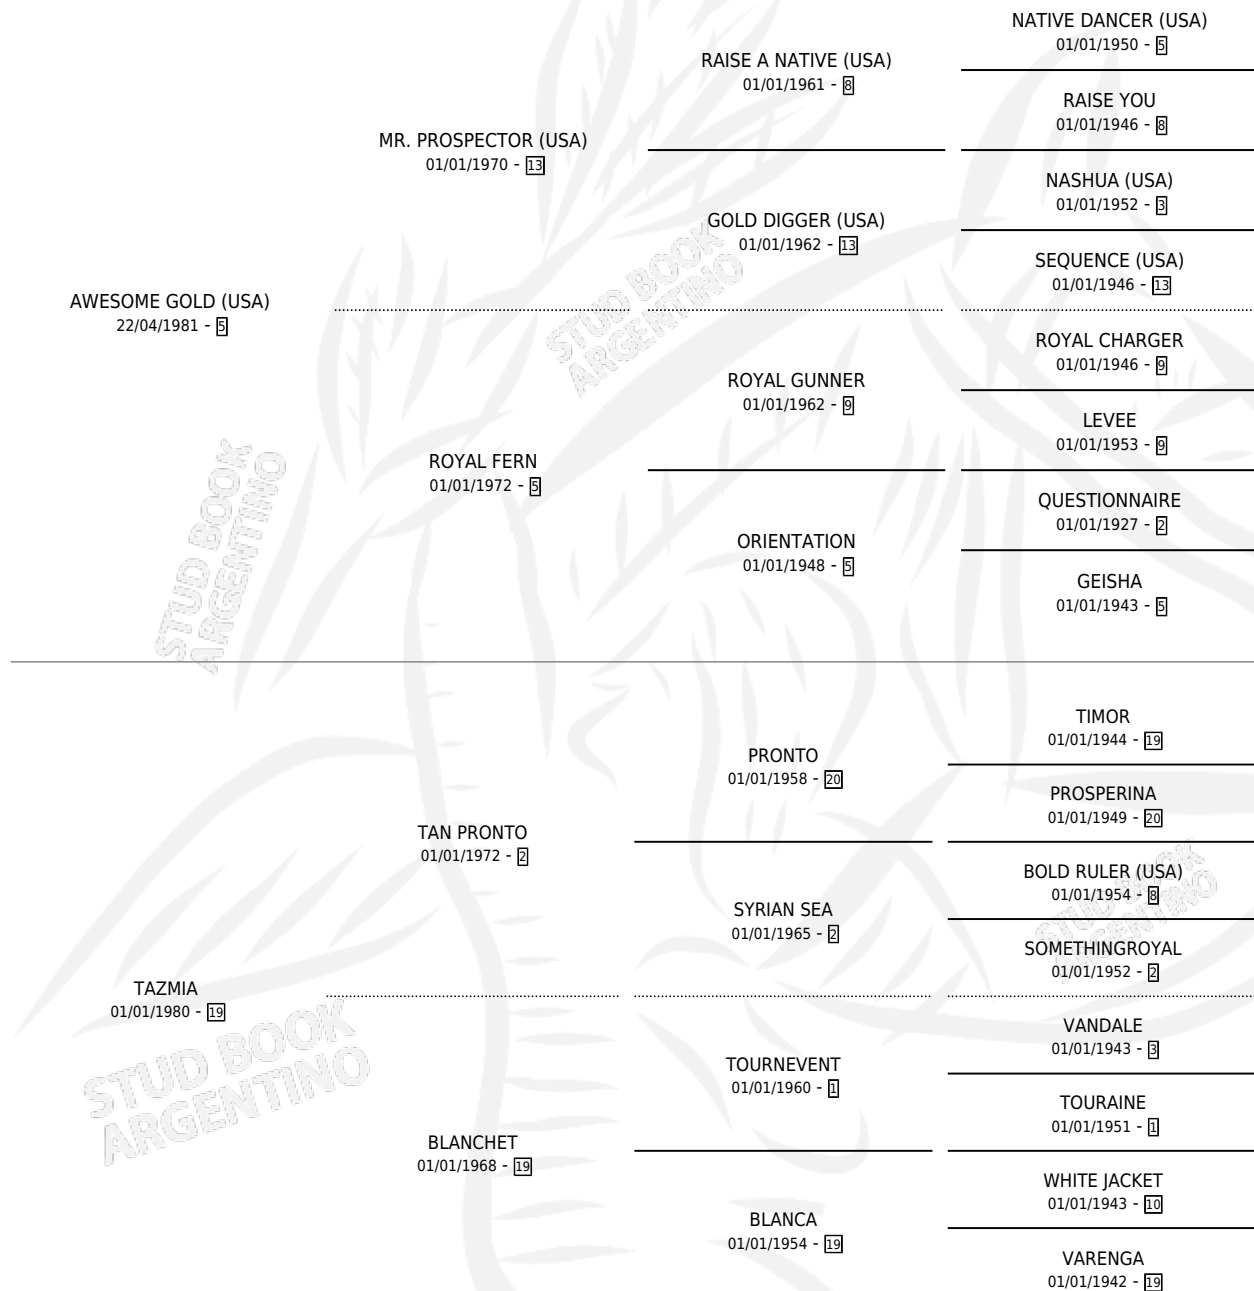 NATIVE DANCER (USA)
01/01/1950 - 5
RAISE A NATIVE (USA)
01/01/1961 - 8
RAISE YOU
01/01/1946 - 8
MR. PROSPECTOR (USA)
01/01/1970 - 13
NASHUA (USA)
01/01/1952 - 3
GOLD DIGGER (USA)
01/01/1962 - 13
SEQUENCE (USA)
01/01/1946 - 13
AWESOME GOLD (USA)
22/04/1981 - 5
ROYAL CHARGER
01/01/1946 - 9
ROYAL GUNNER
01/01/1962 - 9
LEVEE
01/01/1953 - 9
ROYAL FERN
01/01/1972 - 5
QUESTIONNAIRE
01/01/1927 - 2
ORIENTATION
01/01/1948 - 5
GEISHA
01/01/1943 - 5
TIMOR
01/01/1944 - 19
PRONTO
01/01/1958 - 20
PROSPERINA
01/01/1949 - 20
TAN PRONTO
01/01/1972 - 2
BOLD RULER (USA)
01/01/1954 - 8
SYRIAN SEA
01/01/1965 - 2
SOMETHINGROYAL
01/01/1952 - 2
TAZMIA
01/01/1980 - 19
VANDALE
01/01/1943 - 3
TOURNEVENT
01/01/1960 - 1
TOURAINE
01/01/1951 - 1
BLANCHET
01/01/1968 - 19
WHITE JACKET
01/01/1943 - 10
BLANCA
01/01/1954 - 19
VARENGA
01/01/1942 - 19
STUD BOOK
ARGENTINO
STUD BOOK
ARGENTINO
STUD BOOK
ARGENTINO
STUD BOOK
ARGENTINO